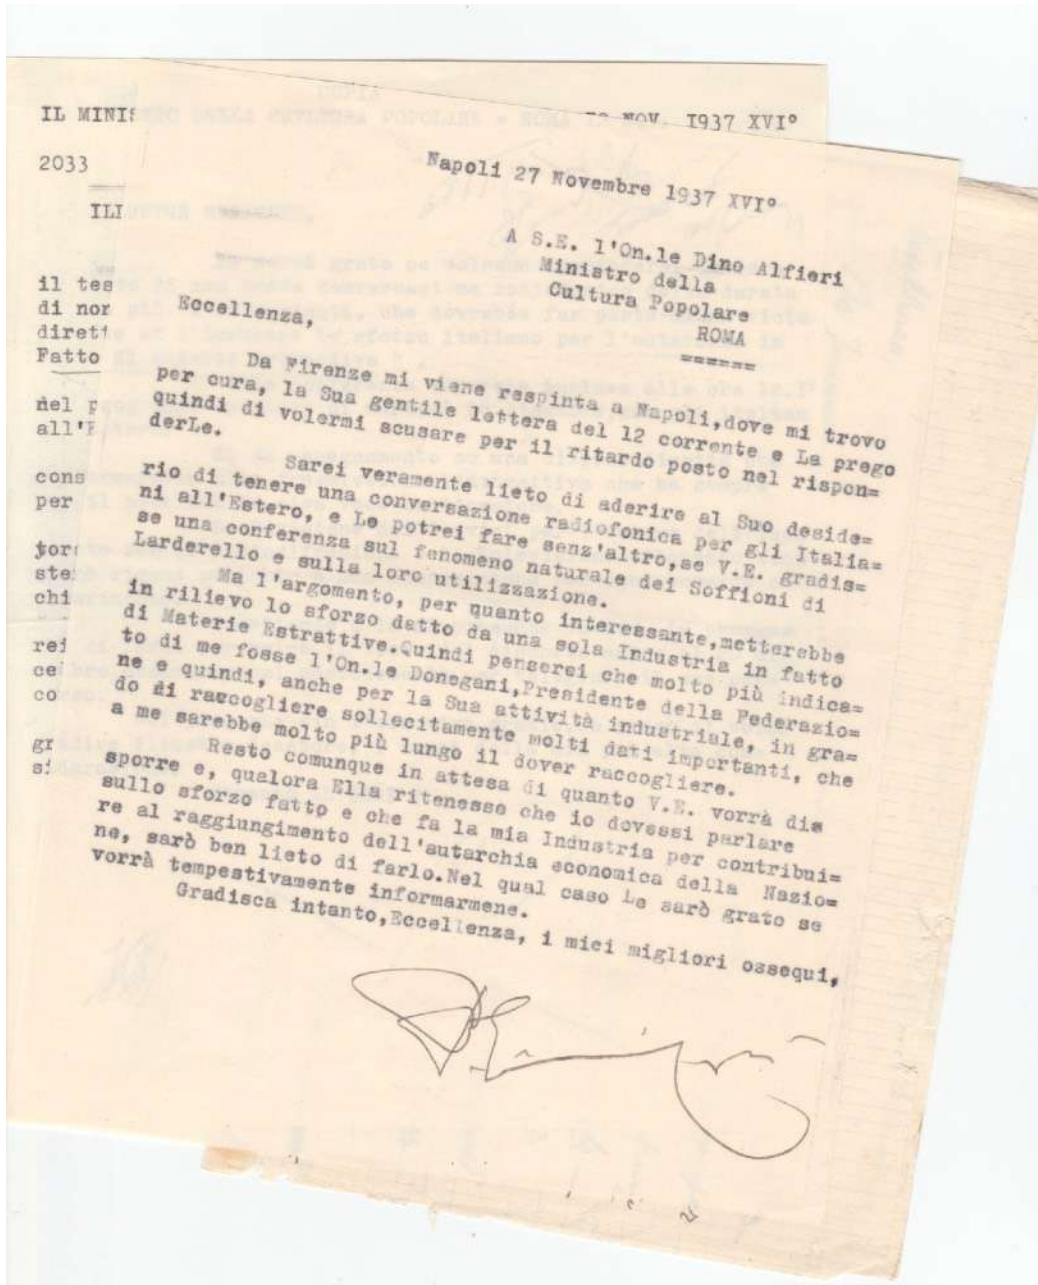 IL MINIS
NOV. 1937 XVIº
2033
ILI
il tes
di nor
dirett
Fatto
nel p
all'E
cons
per
tor
ste
chi
rei
ce
co
gr
si
Napoli 27 Novembre 1937 XVIº
A S.E. l'On.le Dino Alfieri
Ministro della
Cultura Popolare
ROMA
======
Eccellenza,
Da Firenze mi viene respinta a Napoli,dove mi trovo
per cura, la Sua gentile lettera del 12 corrente e La prego
quindi di volermi scusare per il ritardo posto nel rispon=
derLe.
Sarei veramente lieto di aderire al Suo deside=
rio di tenere una conversazione radiofonica per gli Italia=
ni all'Estero, e Le potrei fare senz'altro,se V.E. gradis=
se una conferenza sul fenomeno naturale dei Soffioni di
Larderello e sulla loro utilizzazione.
Ma l'argomento, per quanto interessante,metterebbe
in rilievo lo sforzo datto da una sola Industria in fatto
di Materie Estrattive.Quindi penserei che molto più indica=
to di me fosse l'On.le Donegani,Presidente della Federazio=
ne e quindi, anche per la Sua attività industriale, in gra=
do di raccogliere sollecitamente molti dati importanti, che
a me sarebbe molto più lungo il dover raccogliere.
Resto comunque in attesa di quanto V.E. vorrà di=
sporre e, qualora Ella ritenesse che io dovessi parlare
sullo sforzo fatto e che fa la mia Industria per contribui=
re al raggiungimento dell'autarchia economica della Nazio=
ne, sarò ben lieto di farlo.Nel qual caso Le sarò grato se
vorrà tempestivamente informarmene.
Gradisca intanto,Eccellenza, i miei migliori ossequi,